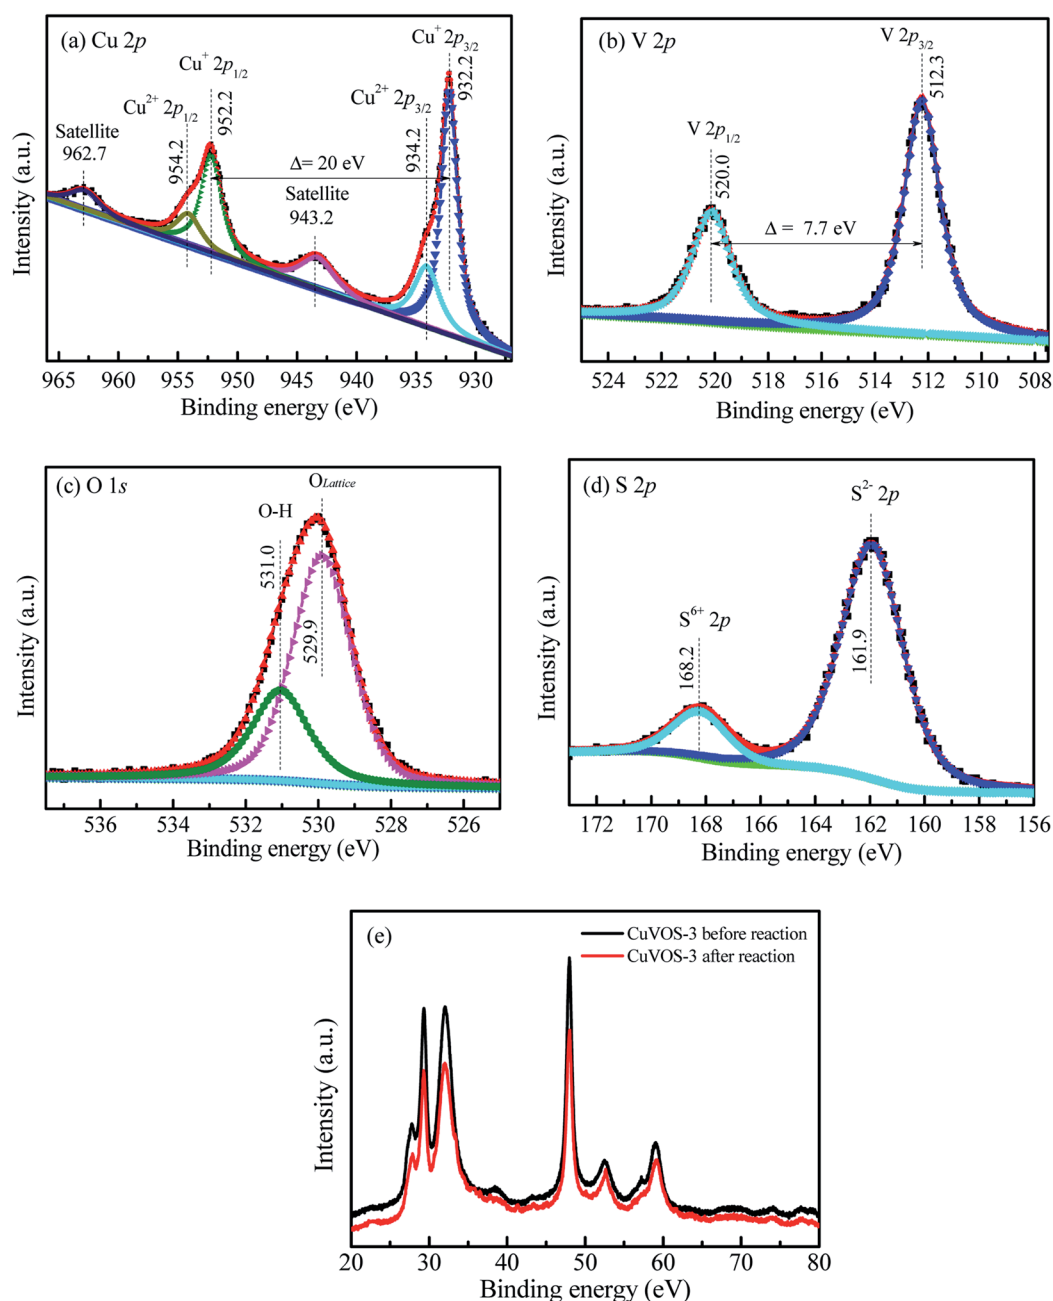 (a) Cu 2p
Cu⁺ 2p₃/₂
932.2
Cu⁺ 2p₁/₂
952.2
Cu²⁺ 2p₃/₂
934.2
Cu²⁺ 2p₁/₂
954.2
Satellite
962.7
Δ= 20 eV
Satellite
943.2
Intensity (a.u.)
965 960 955 950 945 940 935 930
Binding energy (eV)
(b) V 2p
V 2p₃/₂
512.3
V 2p₁/₂
520.0
Δ = 7.7 eV
Intensity (a.u.)
524 522 520 518 516 514 512 510 508
Binding energy (eV)
(c) O 1s
O Lattice
529.9
O-H
531.0
Intensity (a.u.)
536 534 532 530 528 526
Binding energy (eV)
(d) S 2p
S²⁻ 2p
161.9
S⁶⁺ 2p
168.2
Intensity (a.u.)
172 170 168 166 164 162 160 158 156
Binding energy (eV)
(e)
CuVOS-3 before reaction
CuVOS-3 after reaction
Intensity (a.u.)
20 30 40 50 60 70 80
Binding energy (eV)